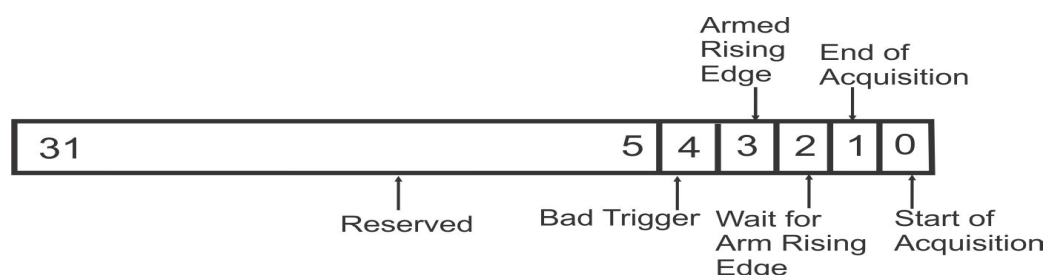 Armed
Rising
Edge
End of
Acquisition
31 5 4 3 2 1 0
Reserved
Bad Trigger
Wait for
Arm Rising
Edge
Start of
Acquisition